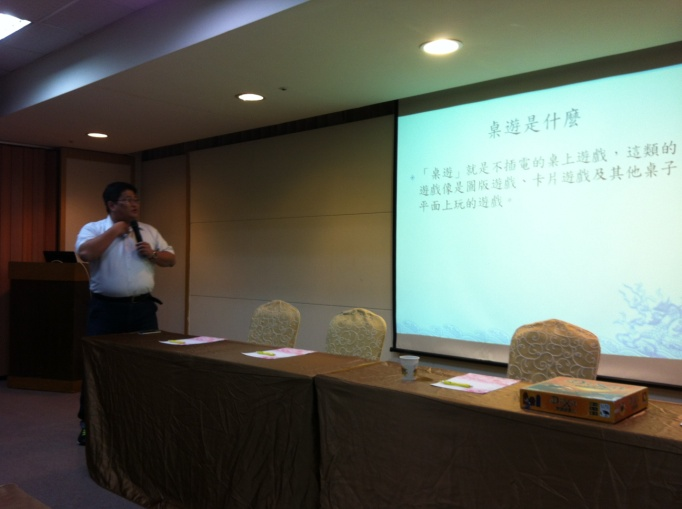 桌遊是什麼
「桌遊」就是不插電的桌上遊戲,這類的
遊戲像是圖版遊戲、卡片遊戲及其他桌子
平面上玩的遊戲。